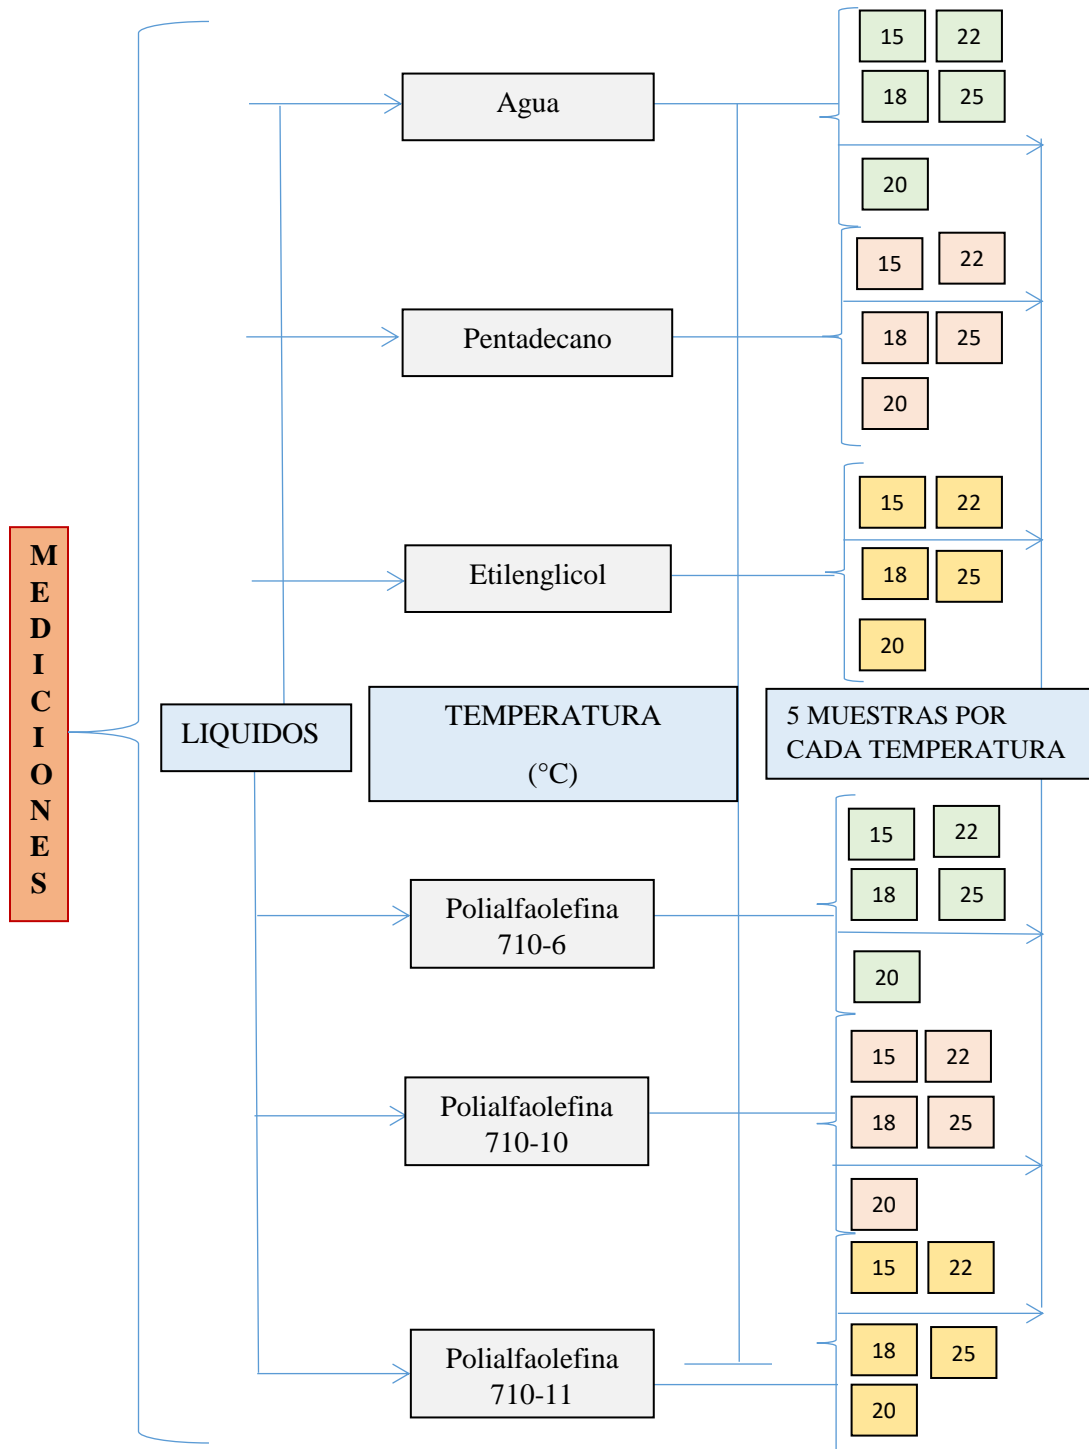 MEDICIONES
LIQUIDOS
TEMPERATURA
(°C)
5 MUESTRAS POR
CADA TEMPERATURA
Agua
15 22
18 25
20
Pentadecano
15 22
18 25
20
Etilenglicol
15 22
18 25
20
Polialfaolefina
710-6
15 22
18 25
20
Polialfaolefina
710-10
15 22
18 25
20
Polialfaolefina
710-11
15 22
18 25
20